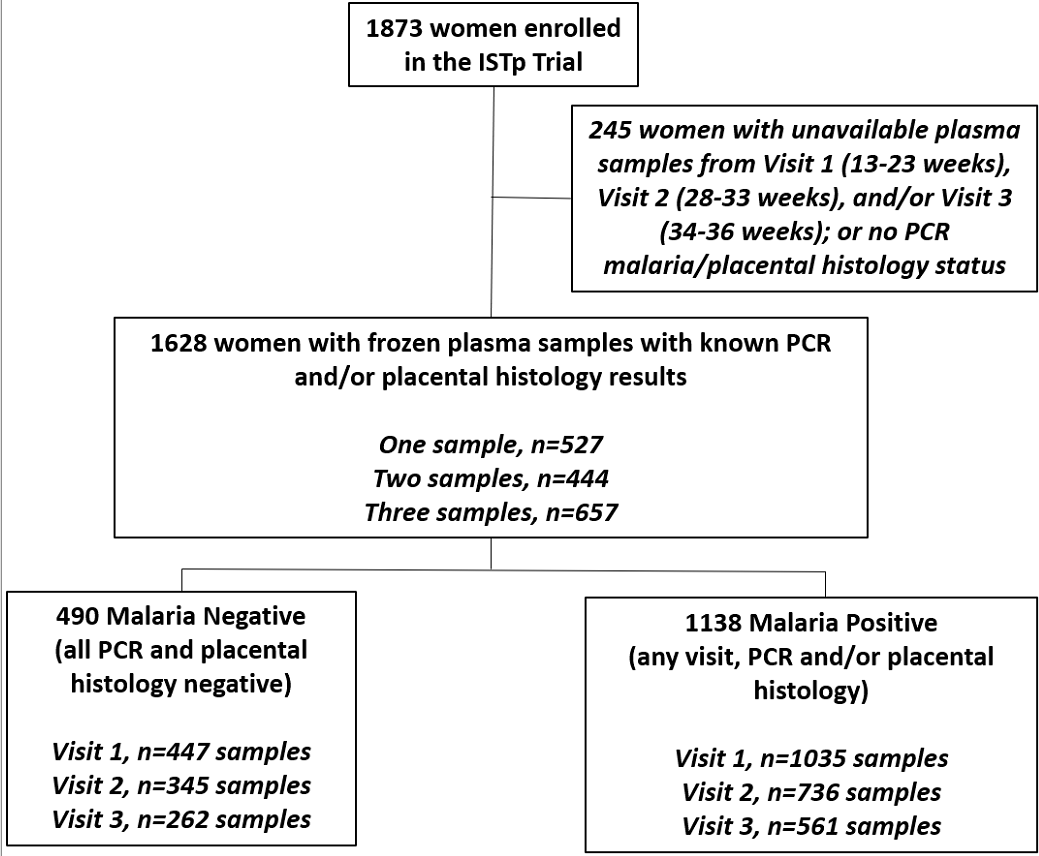 1873 women enrolled
in the ISTp Trial
245 women with unavailable plasma
samples from Visit 1 (13-23 weeks),
Visit 2 (28-33 weeks), and/or Visit 3
(34-36 weeks); or no PCR
malaria/placental histology status
1628 women with frozen plasma samples with known PCR
and/or placental histology results
One sample, n=527
Two samples, n=444
Three samples, n=657
490 Malaria Negative
(all PCR and placental
histology negative)
Visit 1, n=447 samples
Visit 2, n=345 samples
Visit 3, n=262 samples
1138 Malaria Positive
(any visit, PCR and/or placental
histology)
Visit 1, n=1035 samples
Visit 2, n=736 samples
Visit 3, n=561 samples